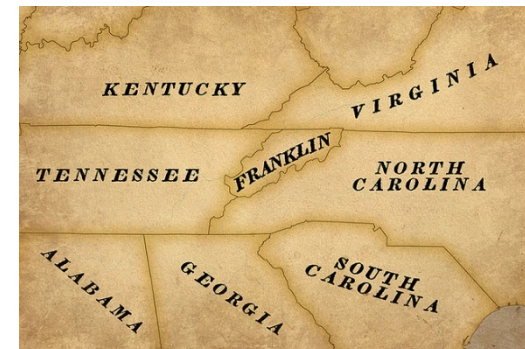 KENTUCKY
VIRGINIA
TENNESSEE
FRANKLIN
NORTH
CAROLINA
ALABAMA
GEORGIA
SOUTH
CAROLINA